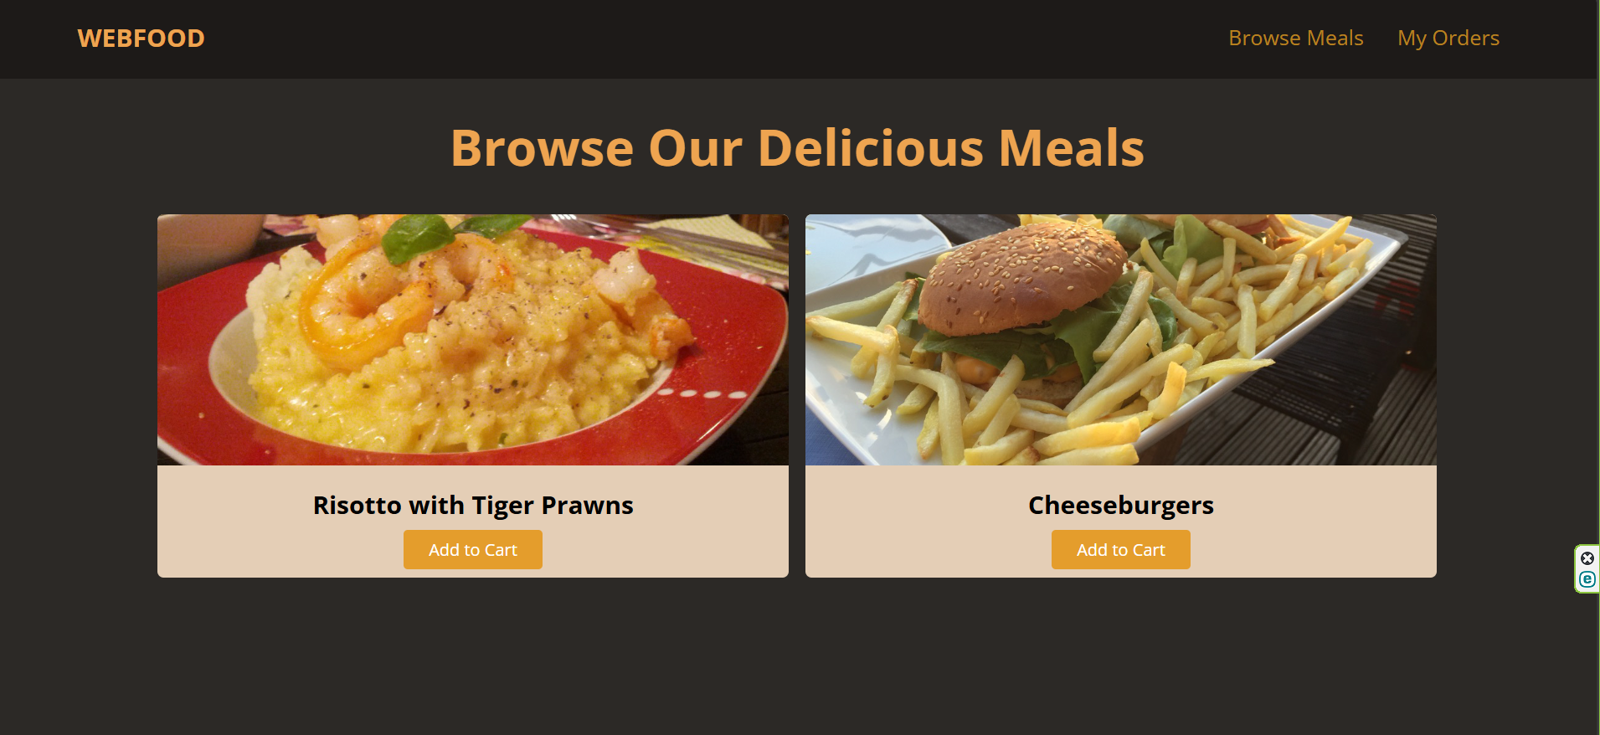 WEBFOOD
Browse Meals
My Orders
Browse Our Delicious Meals
Risotto with Tiger Prawns
Add to Cart
Cheeseburgers
Add to Cart